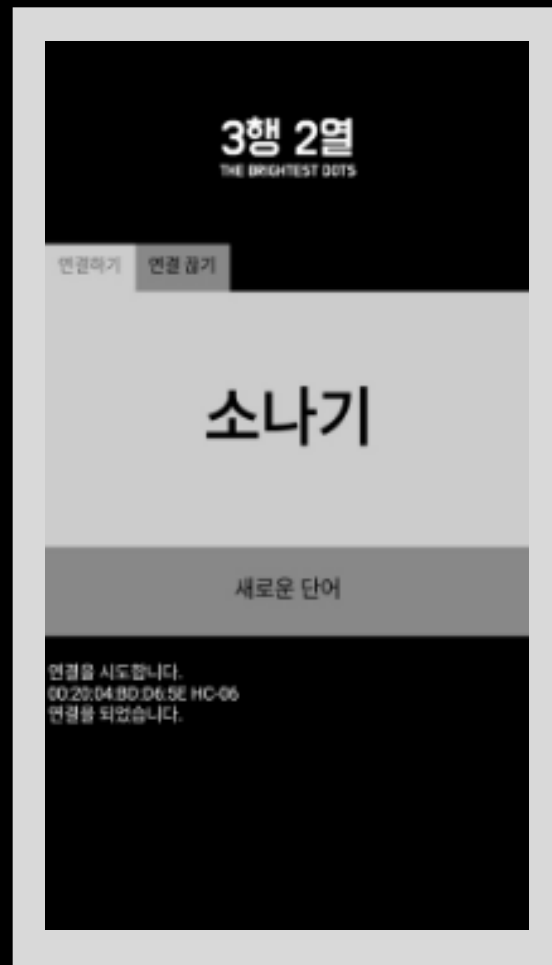 3행 2열
THE BRIGHTEST DOTS
연결하기 연결 끊기
소나기
새로운 단어
연결을 시도합니다.
00:20:04:BD:D6:5E HC-06
연결을 되었습니다.